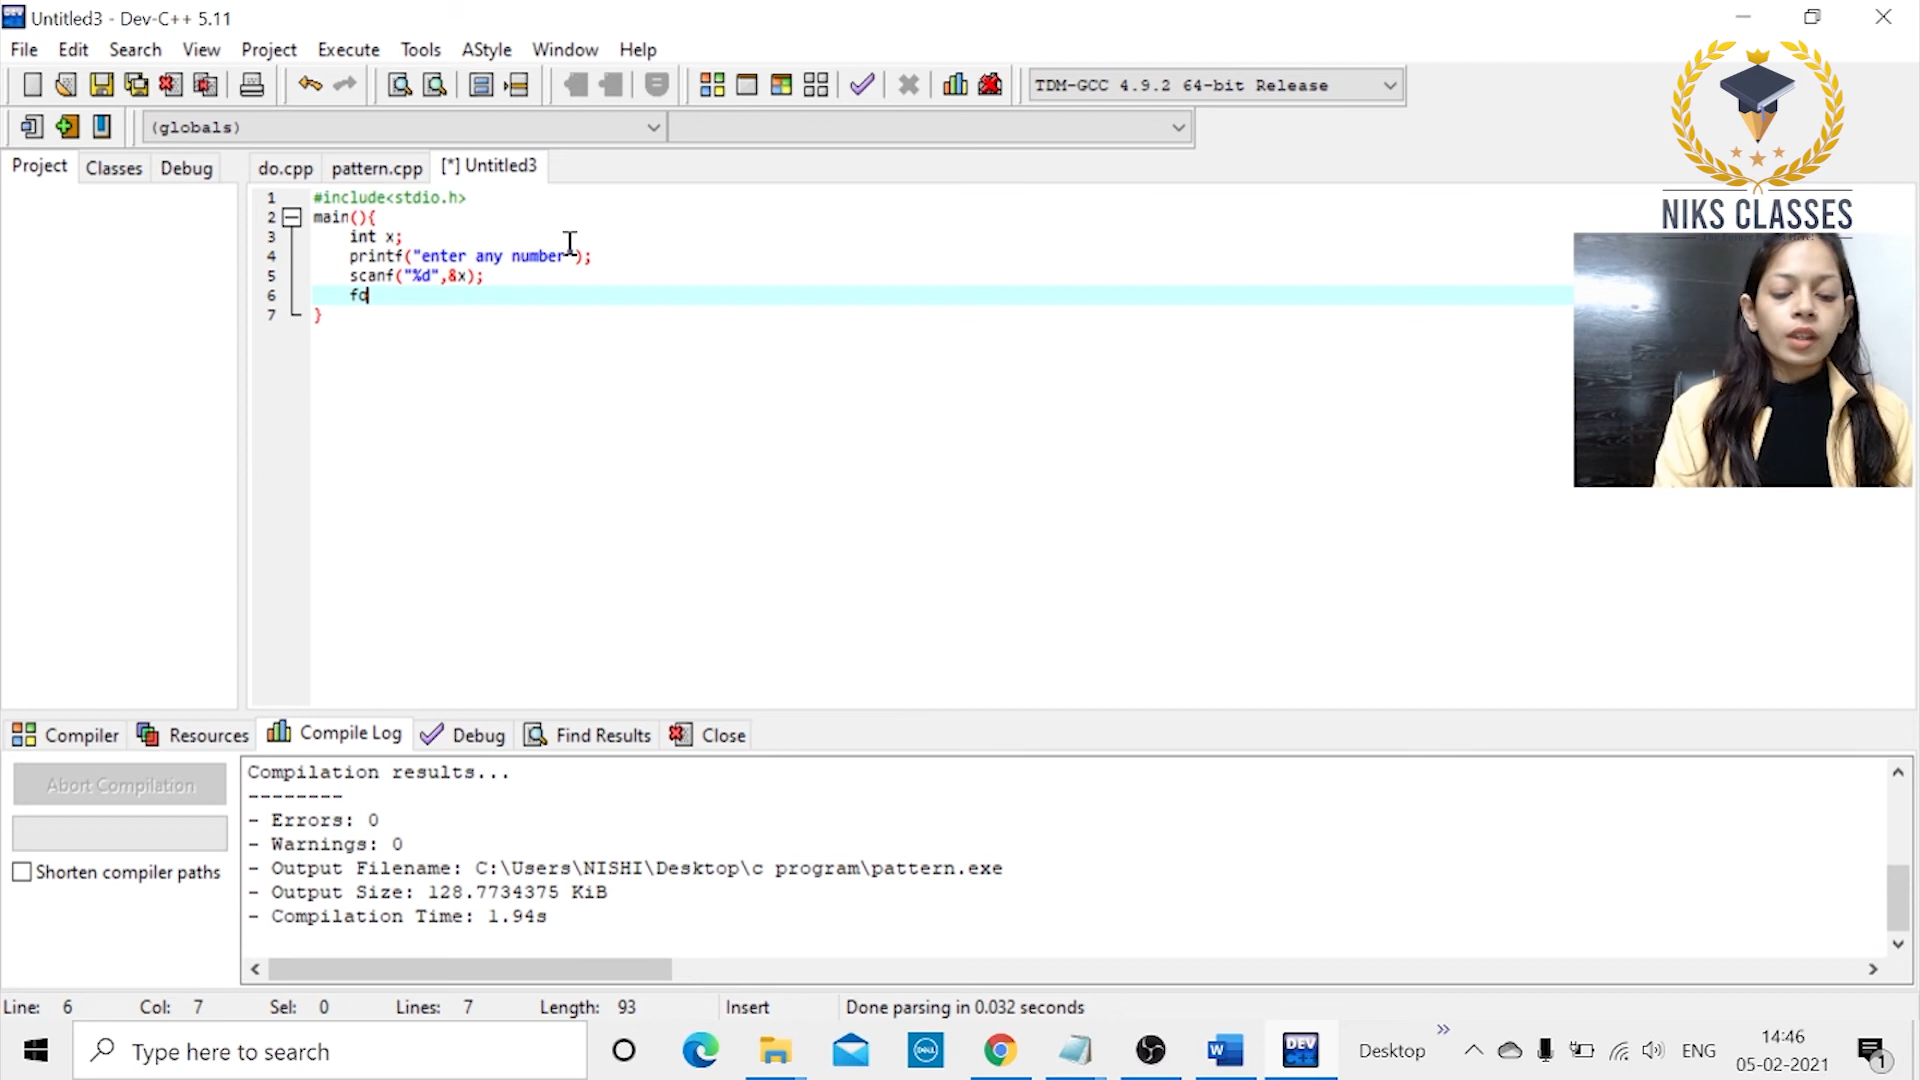 Untitled3 - Dev-C++ 5.11
File Edit Search View Project Execute Tools AStyle Window Help
TDM-GCC 4.9.2 64-bit Release
(globals)
Project Classes Debug
do.cpp pattern.cpp [*] Untitled3
1 #include<stdio.h>
2 main(){
3 int x;
4 printf("enter any number");
5 scanf("%d",&x);
6 fo
7 }
NIKS CLASSES
Compiler Resources Compile Log Debug Find Results Close
Abort Compilation
Shorten compiler paths
Compilation results...
--------
- Errors: 0
- Warnings: 0
- Output Filename: C:\Users\NISHI\Desktop\c program\pattern.exe
- Output Size: 128.7734375 KiB
- Compilation Time: 1.94s
Line: 6 Col: 7 Sel: 0 Lines: 7 Length: 93 Insert Done parsing in 0.032 seconds
Type here to search
DELL
W
DEV C++
Desktop
ENG
14:46
05-02-2021
1